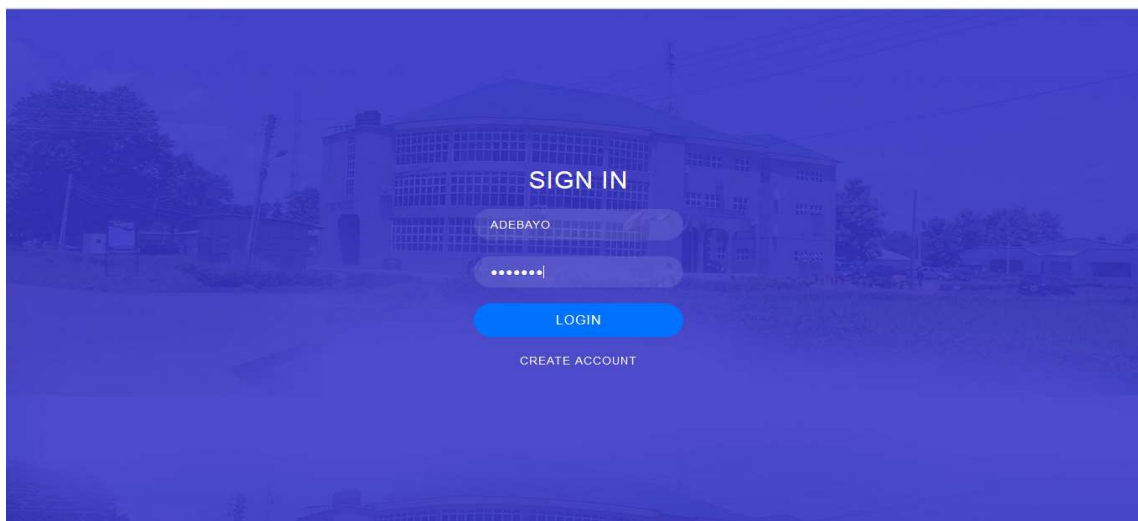 SIGN IN
ADEBAYO
•••••••
LOGIN
CREATE ACCOUNT